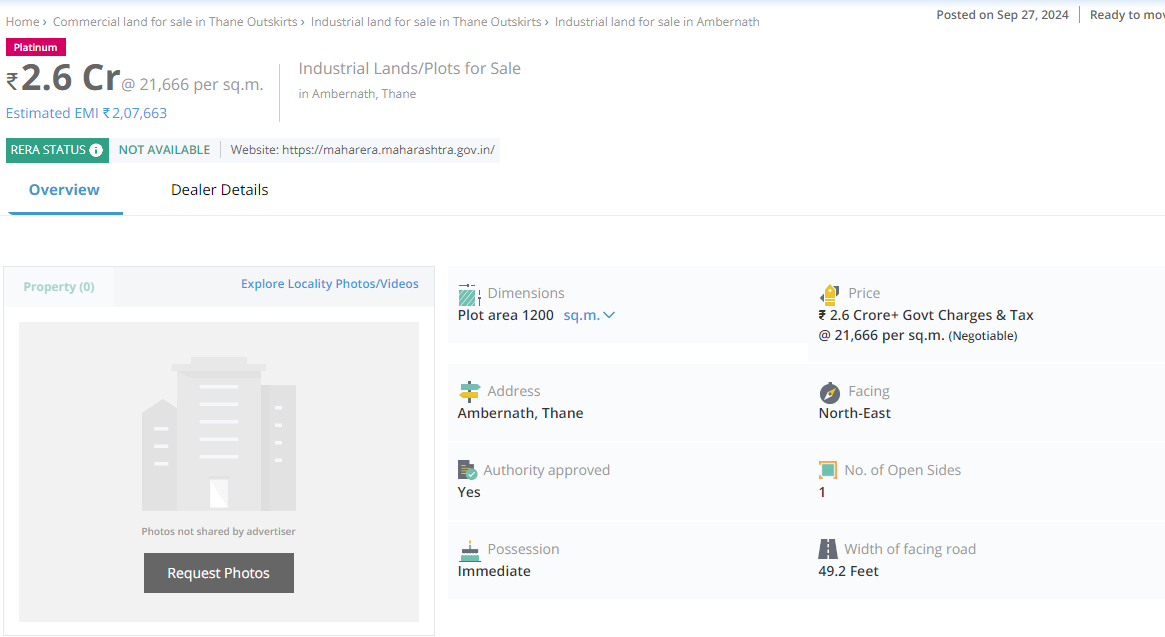 Home › Commercial land for sale in Thane Outskirts › Industrial land for sale in Thane Outskirts › Industrial land for sale in Ambernath
Posted on Sep 27, 2024 Ready to
Platinum
₹2.6 Cr @ 21,666 per sq.m.
Industrial Lands/Plots for Sale
in Ambernath, Thane
Estimated EMI ₹2,07,663
RERA STATUS NOT AVAILABLE Website: https://maharera.maharashtra.gov.in/
Overview Dealer Details
Property (0) Explore Locality Photos/Videos
Photos not shared by advertiser
Request Photos
Dimensions
Plot area 1200 sq.m.
Price
₹ 2.6 Crore+ Govt Charges & Tax
@ 21,666 per sq.m. (Negotiable)
Address
Ambernath, Thane
Facing
North-East
Authority approved
Yes
No. of Open Sides
1
Possession
Immediate
Width of facing road
49.2 Feet